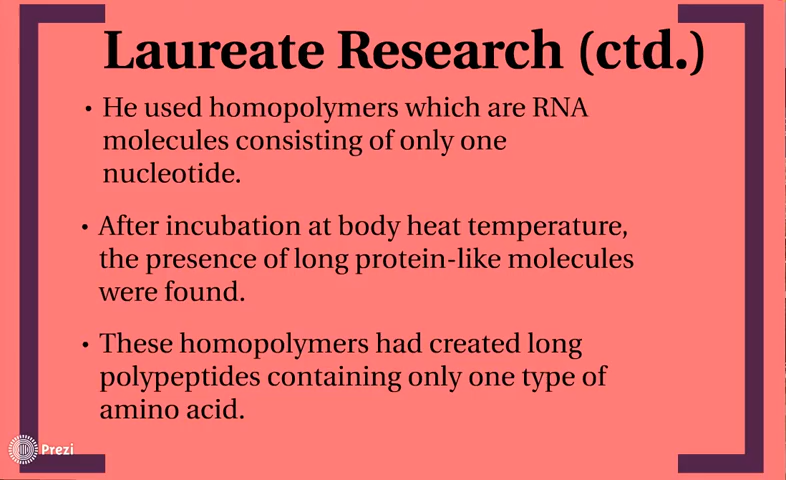 Laureate Research (ctd.)
• He used homopolymers which are RNA
molecules consisting of only one
nucleotide.
• After incubation at body heat temperature,
the presence of long protein-like molecules
were found.
• These homopolymers had created long
polypeptides containing only one type of
amino acid.
Prezi